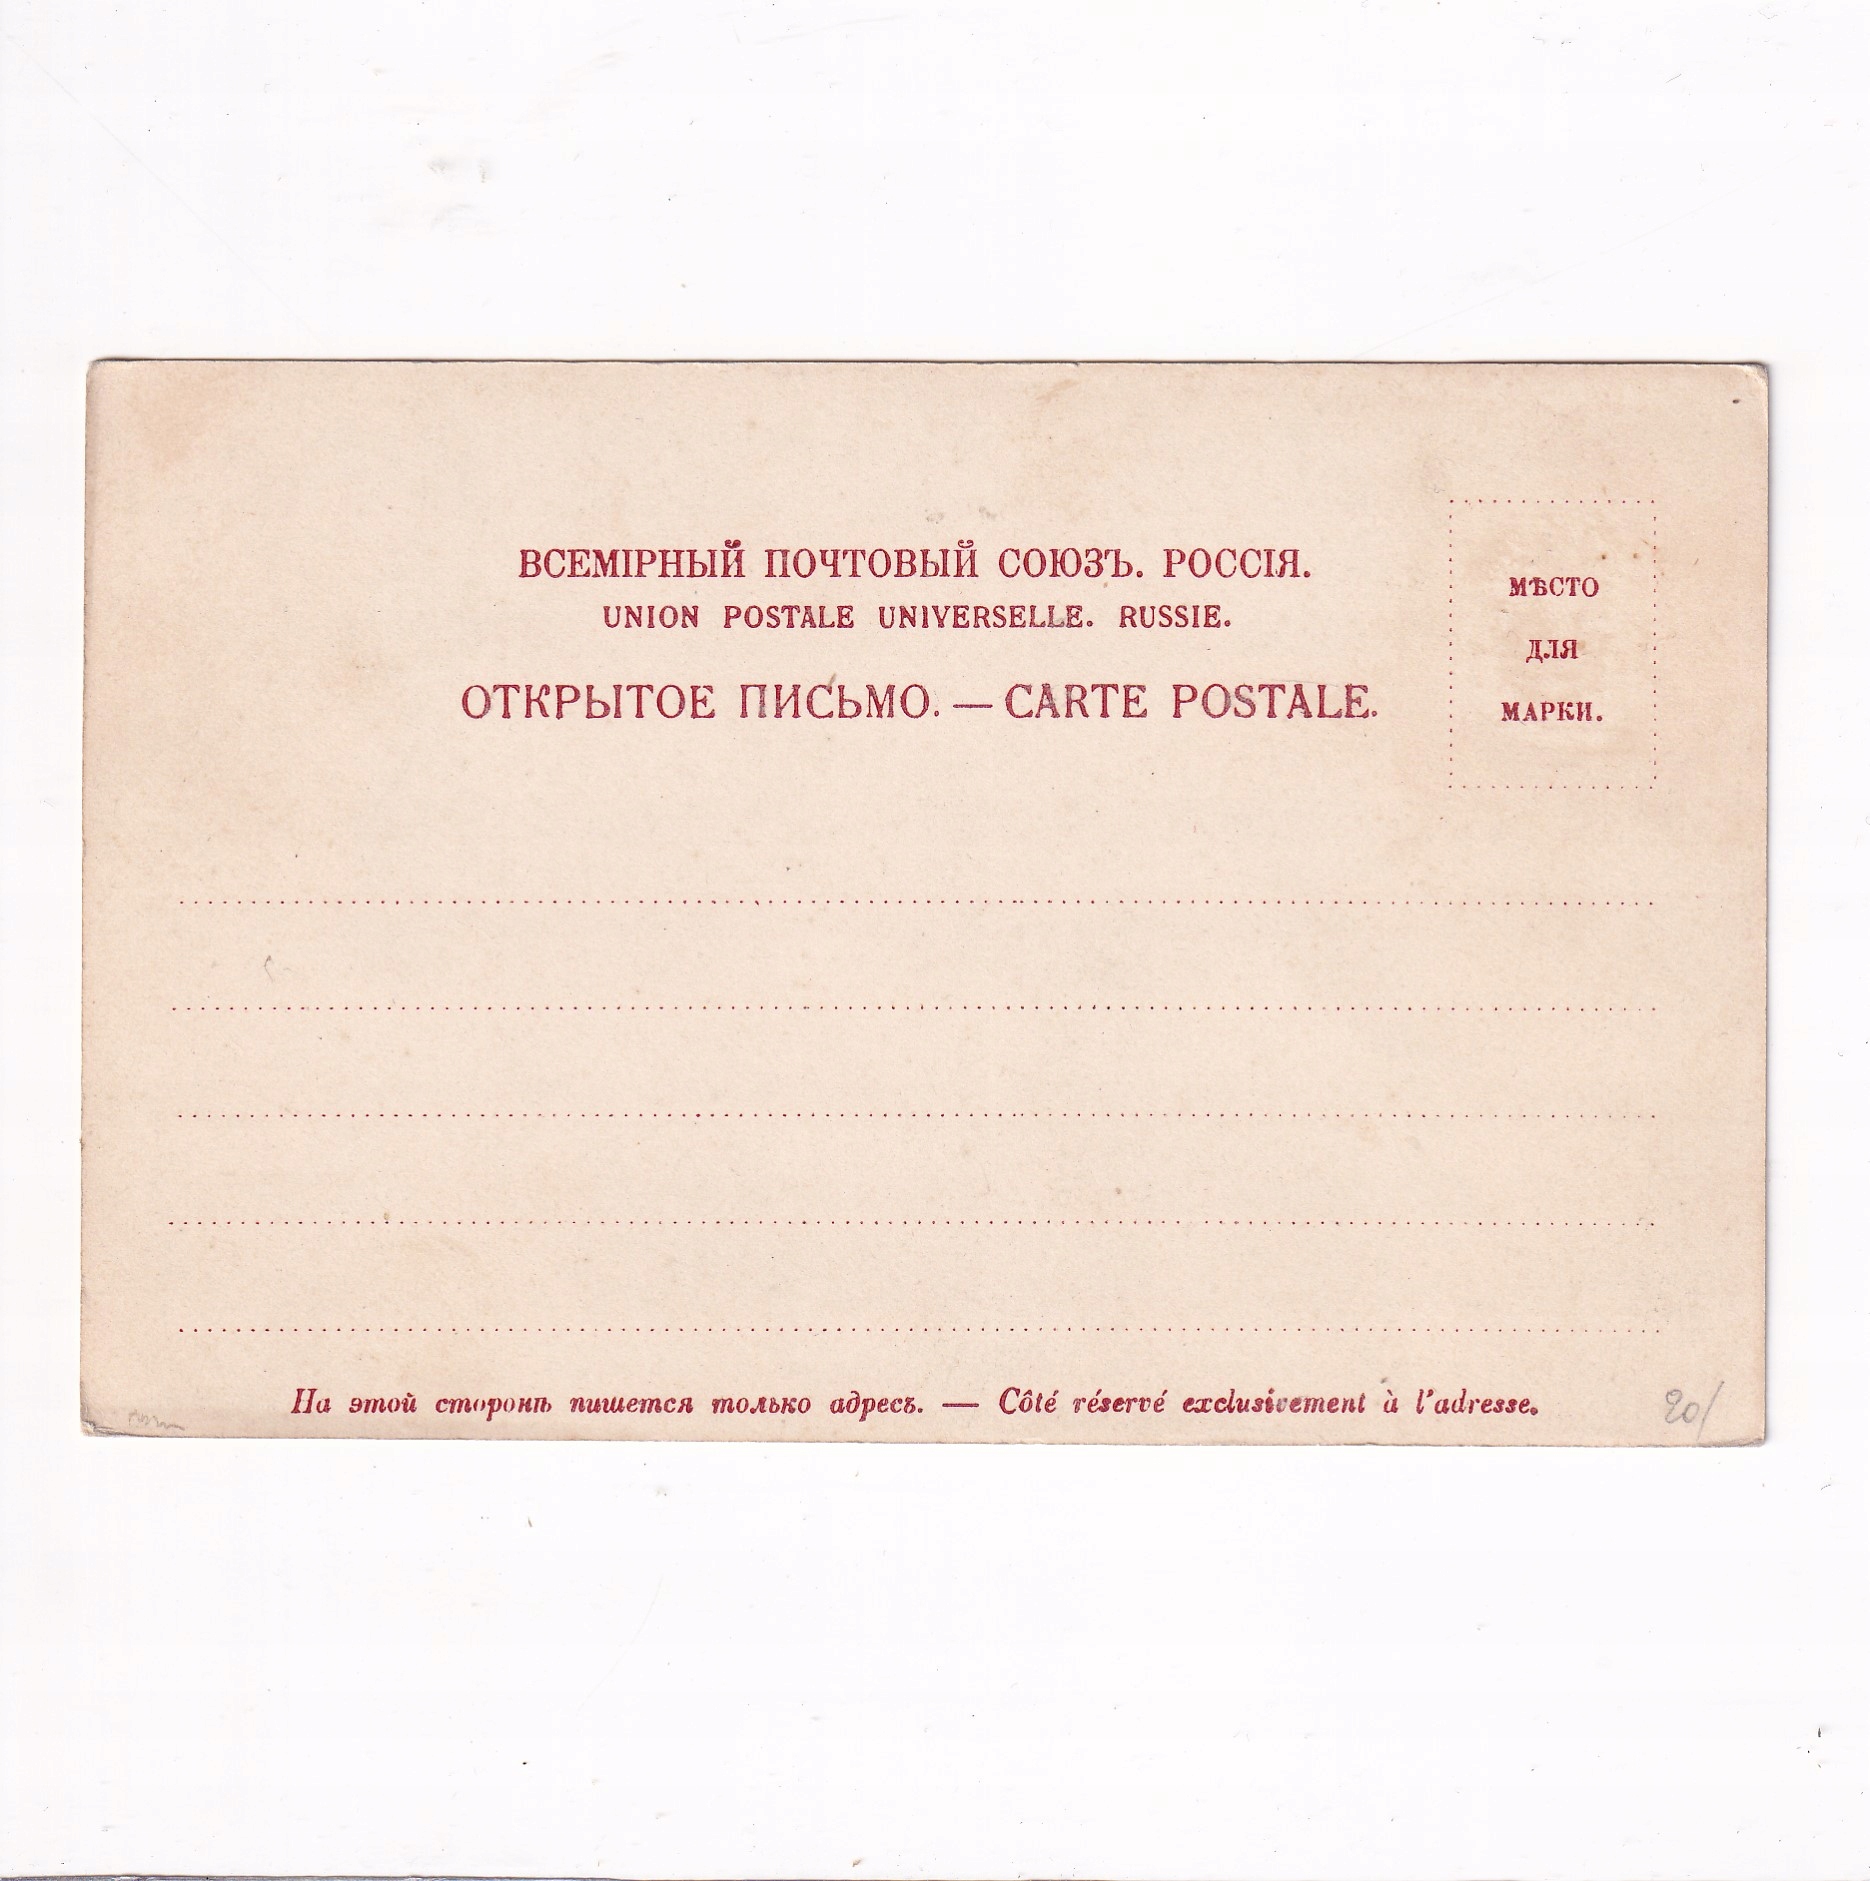 ВСЕМІРНЫЙ ПОЧТОВЫЙ СОЮЗЪ. РОССІЯ.
UNION POSTALE UNIVERSELLE. RUSSIE.
ОТКРЫТОЕ ПИСЬМО. — CARTE POSTALE.
МѢСТО
ДЛЯ
МАРКИ.
На этой сторонѣ пишется только адресъ. — Côté réservé exclusivement à l'adresse.
20/